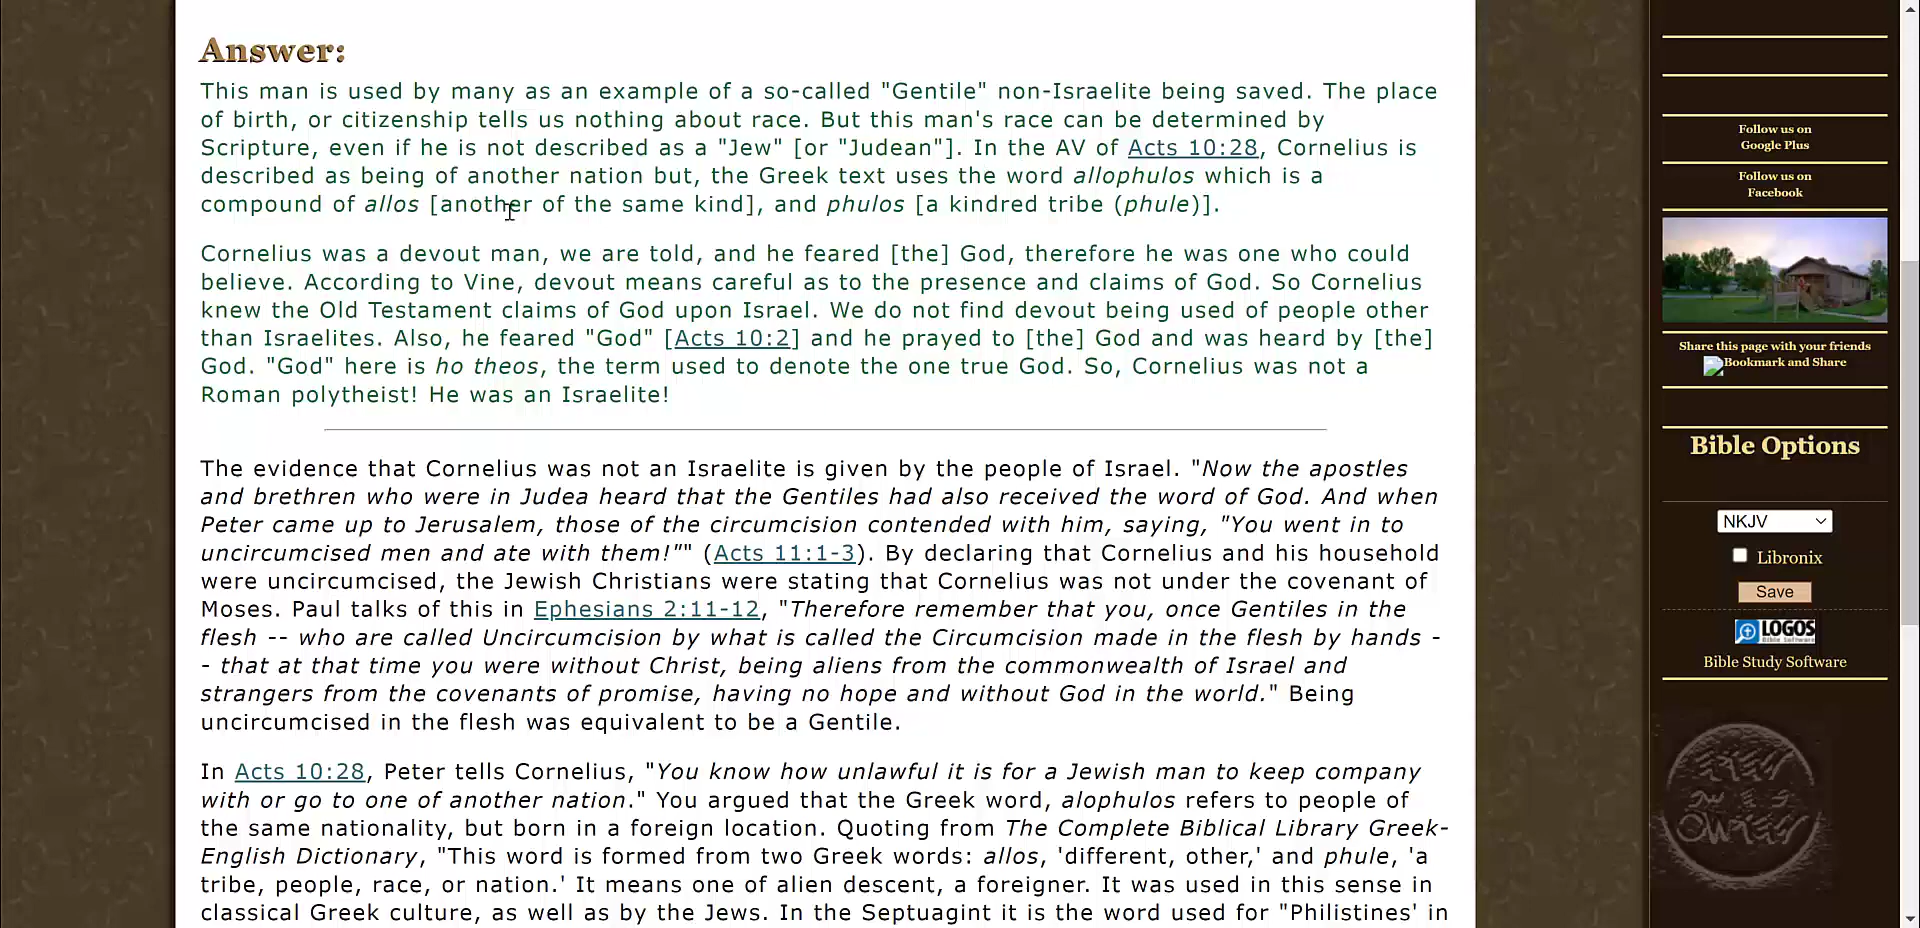 Answer:
This man is used by many as an example of a so-called "Gentile" non-Israelite being saved. The place
of birth, or citizenship tells us nothing about race. But this man's race can be determined by
Scripture, even if he is not described as a "Jew" [or "Judean"]. In the AV of Acts 10:28, Cornelius is
described as being of another nation but, the Greek text uses the word allophulos which is a
compound of allos [another of the same kind], and phulos [a kindred tribe (phule)].
Cornelius was a devout man, we are told, and he feared [the] God, therefore he was one who could
believe. According to Vine, devout means careful as to the presence and claims of God. So Cornelius
knew the Old Testament claims of God upon Israel. We do not find devout being used of people other
than Israelites. Also, he feared "God" [Acts 10:2] and he prayed to [the] God and was heard by [the]
God. "God" here is ho theos, the term used to denote the one true God. So, Cornelius was not a
Roman polytheist! He was an Israelite!
The evidence that Cornelius was not an Israelite is given by the people of Israel. "Now the apostles
and brethren who were in Judea heard that the Gentiles had also received the word of God. And when
Peter came up to Jerusalem, those of the circumcision contended with him, saying, "You went in to
uncircumcised men and ate with them!"" (Acts 11:1-3). By declaring that Cornelius and his household
were uncircumcised, the Jewish Christians were stating that Cornelius was not under the covenant of
Moses. Paul talks of this in Ephesians 2:11-12, "Therefore remember that you, once Gentiles in the
flesh -- who are called Uncircumcision by what is called the Circumcision made in the flesh by hands -
- that at that time you were without Christ, being aliens from the commonwealth of Israel and
strangers from the covenants of promise, having no hope and without God in the world." Being
uncircumcised in the flesh was equivalent to be a Gentile.
In Acts 10:28, Peter tells Cornelius, "You know how unlawful it is for a Jewish man to keep company
with or go to one of another nation." You argued that the Greek word, alophulos refers to people of
the same nationality, but born in a foreign location. Quoting from The Complete Biblical Library Greek-
English Dictionary, "This word is formed from two Greek words: allos, 'different, other,' and phule, 'a
tribe, people, race, or nation.' It means one of alien descent, a foreigner. It was used in this sense in
classical Greek culture, as well as by the Jews. In the Septuagint it is the word used for "Philistines' in
Follow us on
Google Plus
Follow us on
Facebook
Share this page with your friends
Bookmark and Share
Bible Options
NKJV
Libronix
Save
LOGOS
Bible Software
Bible Study Software